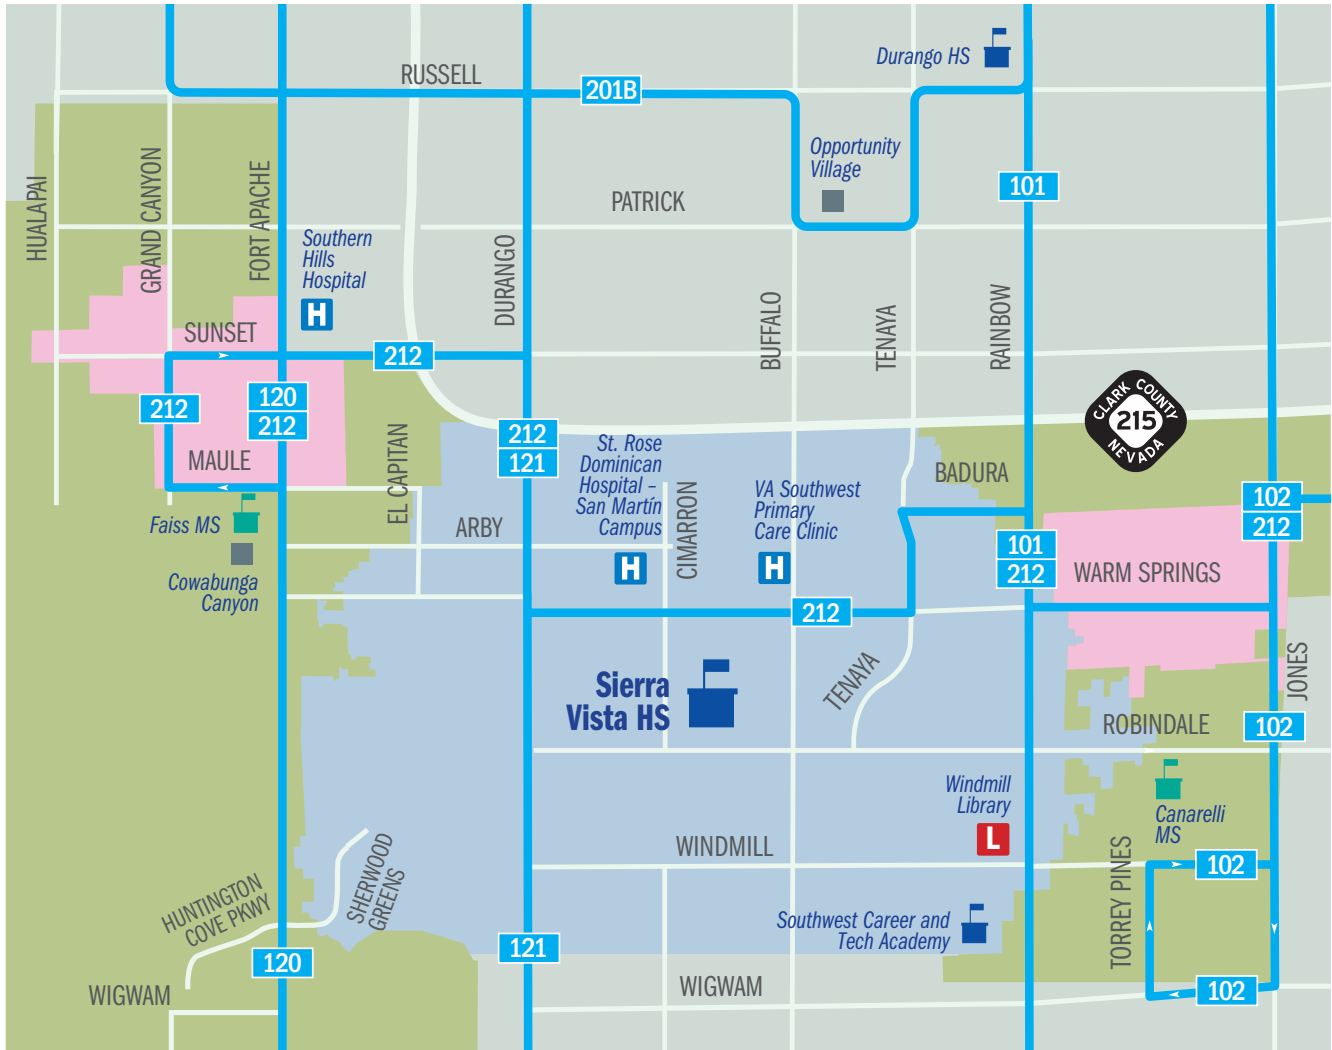 Durango HS
RUSSELL
201B
Opportunity
Village
HUALAPAI
GRAND CANYON
FORT APACHE
PATRICK
101
Southern
Hills
Hospital
H
DURANGO
BUFFALO
TENAYA
RAINBOW
SUNSET
212
212
120
212
CLARK COUNTY
215
NEVADA
MAULE
EL CAPITAN
212
121
St. Rose
Dominican
Hospital –
San Martín
Campus
H
CIMARRON
VA Southwest
Primary
Care Clinic
H
BADURA
102
212
Faiss MS
ARBY
101
212
Cowabunga
Canyon
WARM SPRINGS
212
Sierra
Vista HS
TENAYA
JONES
ROBINDALE
102
Windmill
Library
L
Canarelli
MS
WINDMILL
TORREY PINES
102
SHERWOOD
GREENS
HUNTINGTON
COVE PKWY
Southwest Career and
Tech Academy
121
120
WIGWAM
WIGWAM
102